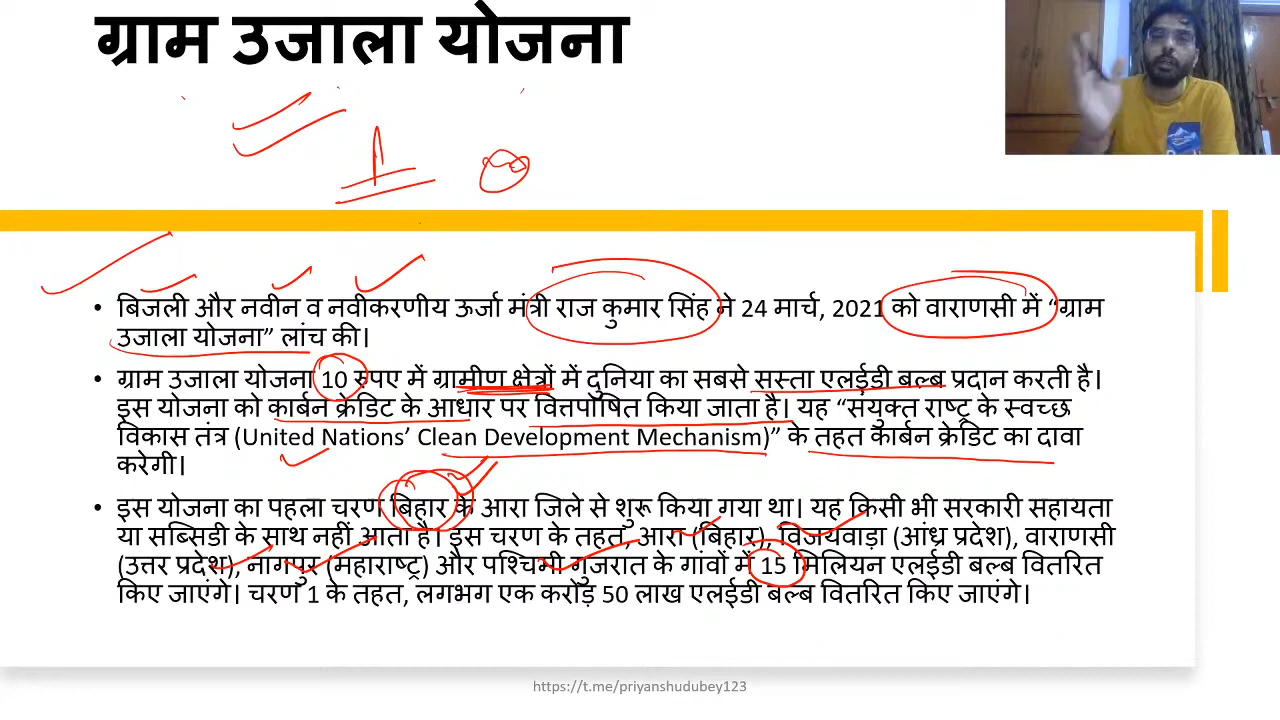 ग्राम उजाला योजना
• बिजली और नवीन व नवीकरणीय ऊर्जा मंत्री राज कुमार सिंह ने 24 मार्च, 2021 को वाराणसी में “ग्राम
उजाला योजना” लांच की।
• ग्राम उजाला योजना 10 रुपए में ग्रामीण क्षेत्रों में दुनिया का सबसे सस्ता एलईडी बल्ब प्रदान करती है।
इस योजना को कार्बन क्रेडिट के आधार पर वित्तपोषित किया जाता है। यह “संयुक्त राष्ट्र के स्वच्छ
विकास तंत्र (United Nations’ Clean Development Mechanism)” के तहत कार्बन क्रेडिट का दावा
करेगी।
• इस योजना का पहला चरण बिहार के आरा जिले से शुरू किया गया था। यह किसी भी सरकारी सहायता
या सब्सिडी के साथ नहीं आता है। इस चरण के तहत, आरा (बिहार), विजयवाड़ा (आंध्र प्रदेश), वाराणसी
(उत्तर प्रदेश), नागपुर (महाराष्ट्र) और पश्चिमी गुजरात के गांवों में 15 मिलियन एलईडी बल्ब वितरित
किए जाएंगे। चरण 1 के तहत, लगभग एक करोड़ 50 लाख एलईडी बल्ब वितरित किए जाएंगे।
https://t.me/priyanshudubey123